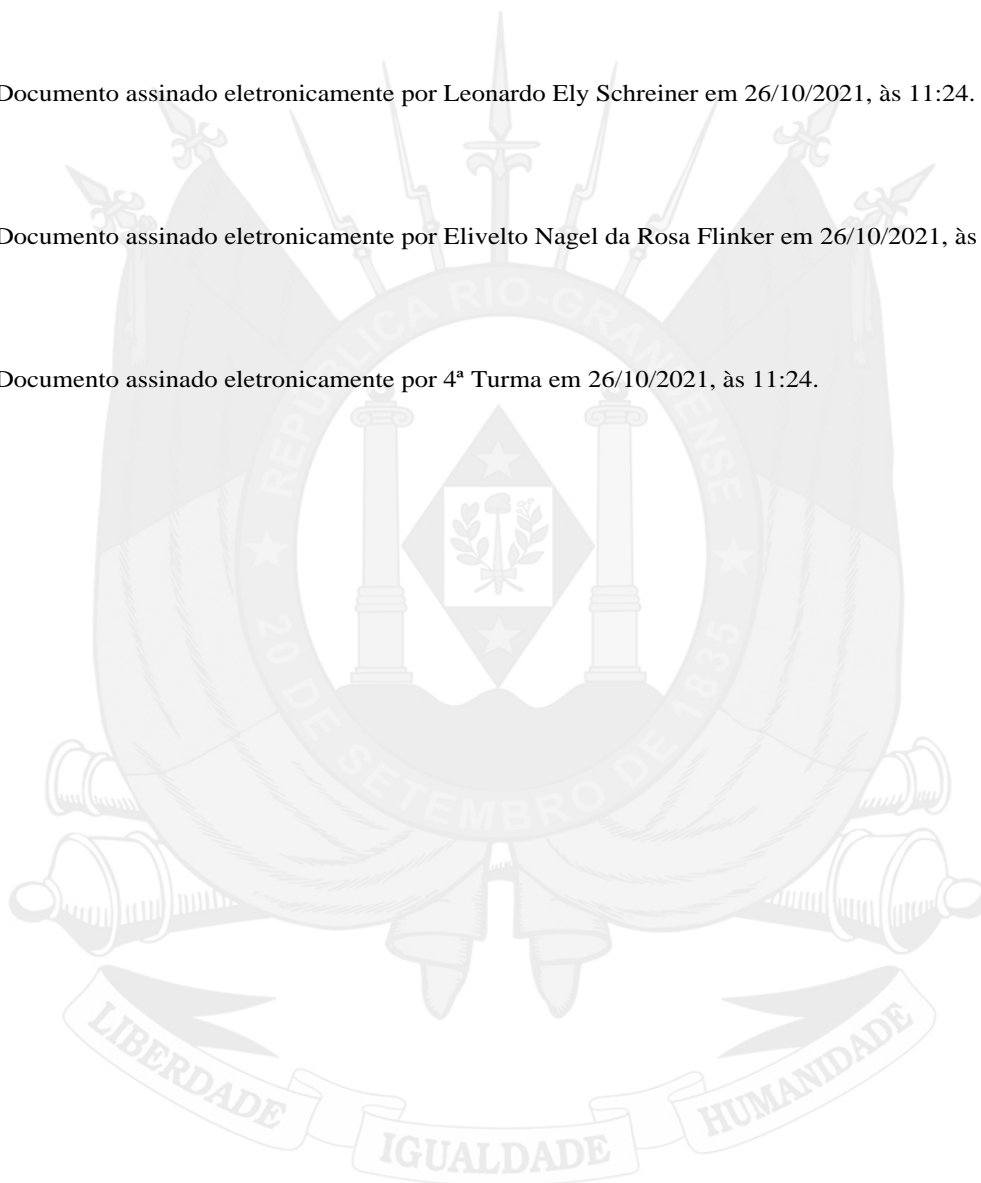 Documento assinado eletronicamente por Leonardo Ely Schreiner em 26/10/2021, às 11:24.
Documento assinado eletronicamente por Elivelto Nagel da Rosa Flinker em 26/10/2021, às
Documento assinado eletronicamente por 4ª Turma em 26/10/2021, às 11:24.
REPÚBLICA RIO-GRANDENSE
20 DE SETEMBRO DE 1835
LIBERDADE
IGUALDADE
HUMANIDADE